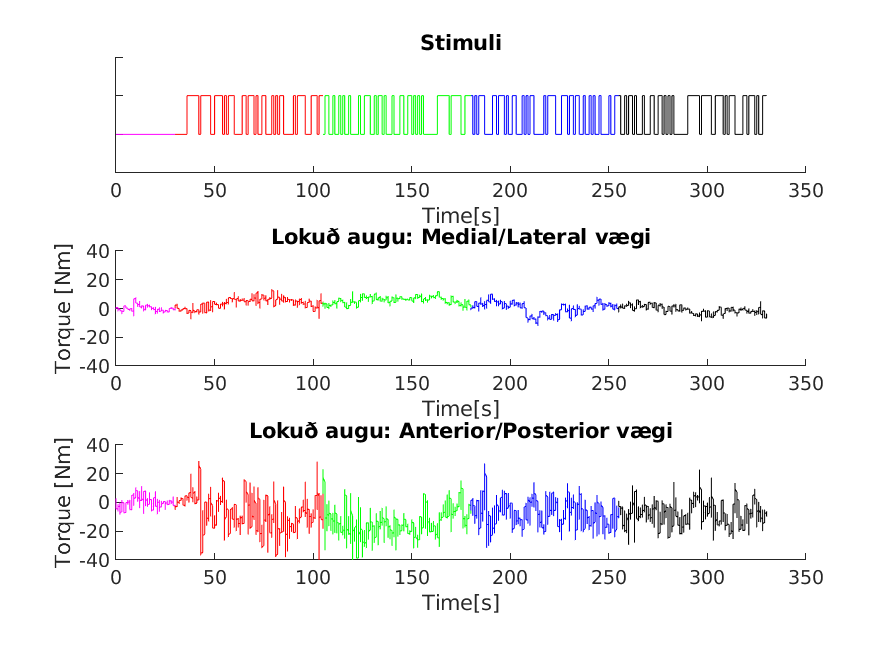 Stimuli
0 50 100 150 200 250 300 350
Time[s]
Lokuð augu: Medial/Lateral vægi
Torque [Nm]
40
20
0
-20
-40
0 50 100 150 200 250 300 350
Time[s]
Lokuð augu: Anterior/Posterior vægi
Torque [Nm]
40
20
0
-20
-40
0 50 100 150 200 250 300 350
Time[s]